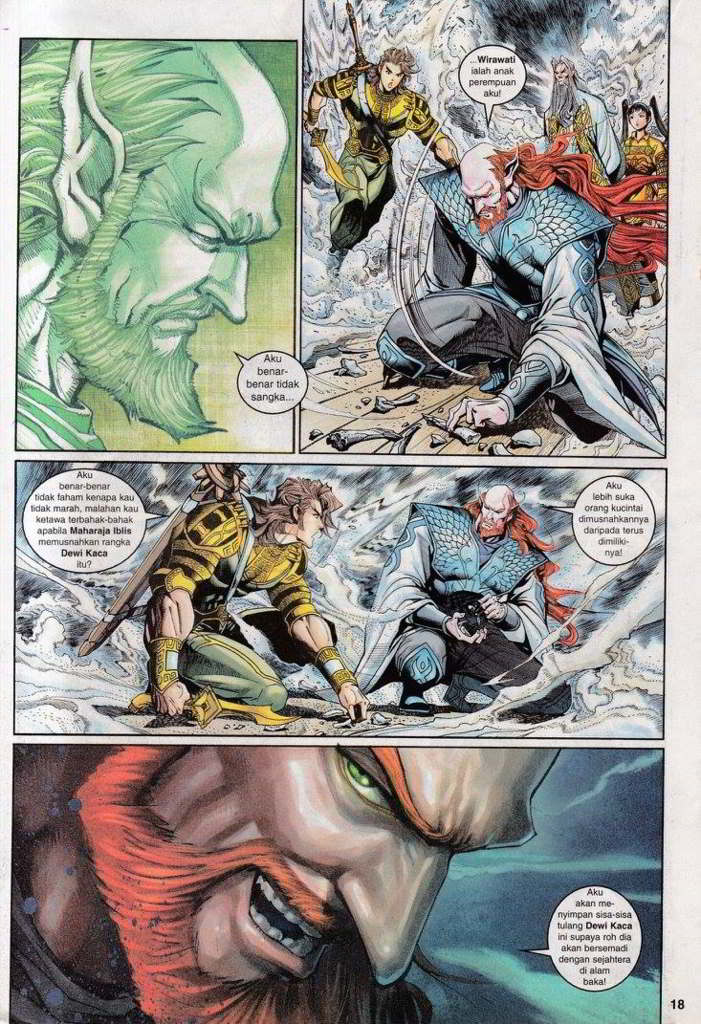 Aku
benar-
benar tidak
sangka...
...Wirawati
ialah anak
perempuan
aku!
Aku
benar-benar
tidak faham kenapa kau
tidak marah, malahan kau
ketawa terbahak-bahak
apabila Maharaja Iblis
memusnahkan rangka
Dewi Kaca
itu?
Aku
lebih suka
orang kucintai
dimusnahkannya
daripada terus
dimiliki-
nya!
Aku
akan me-
nyimpan sisa-sisa
tulang Dewi Kaca
ini supaya roh dia
akan bersemadi
dengan sejahtera
di alam
baka!
18